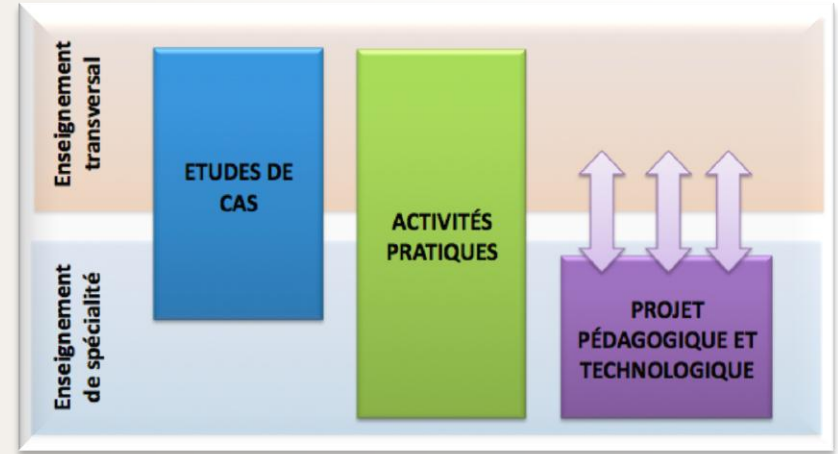 Enseignement
transversal
ETUDES DE
CAS
ACTIVITÉS
PRATIQUES
Enseignement
de spécialité
PROJET
PÉDAGOGIQUE ET
TECHNOLOGIQUE